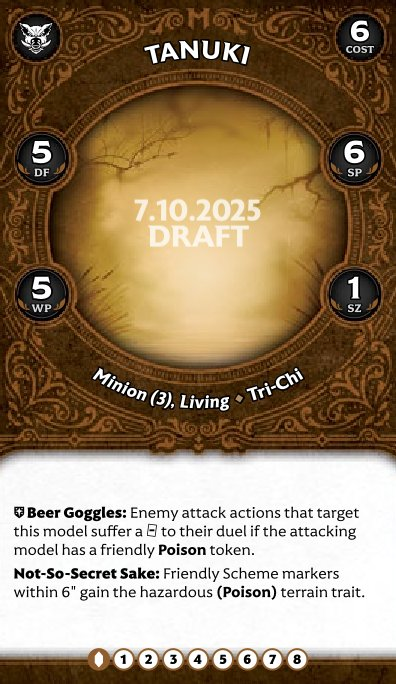 TANUKI
6
COST
5
DF
6
SP
7.10.2025
DRAFT
5
WP
1
SZ
Minion (3), Living ◆ Tri-Chi
Beer Goggles: Enemy attack actions that target
this model suffer a to their duel if the attacking
model has a friendly Poison token.
Not-So-Secret Sake: Friendly Scheme markers
within 6" gain the hazardous (Poison) terrain trait.
1 2 3 4 5 6 7 8